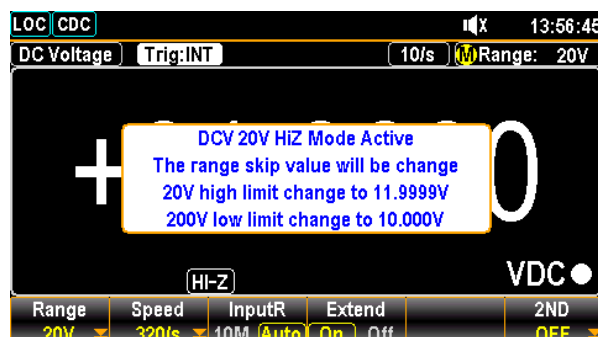 LOC CDC X 13:56:45
DC Voltage Trig:INT 10/s M Range: 20V
DCV 20V HiZ Mode Active
The range skip value will be change
20V high limit change to 11.9999V
200V low limit change to 10.000V
HI-Z VDC
Range Speed InputR Extend 2ND
20V 320/s 10M Auto On Off OFF